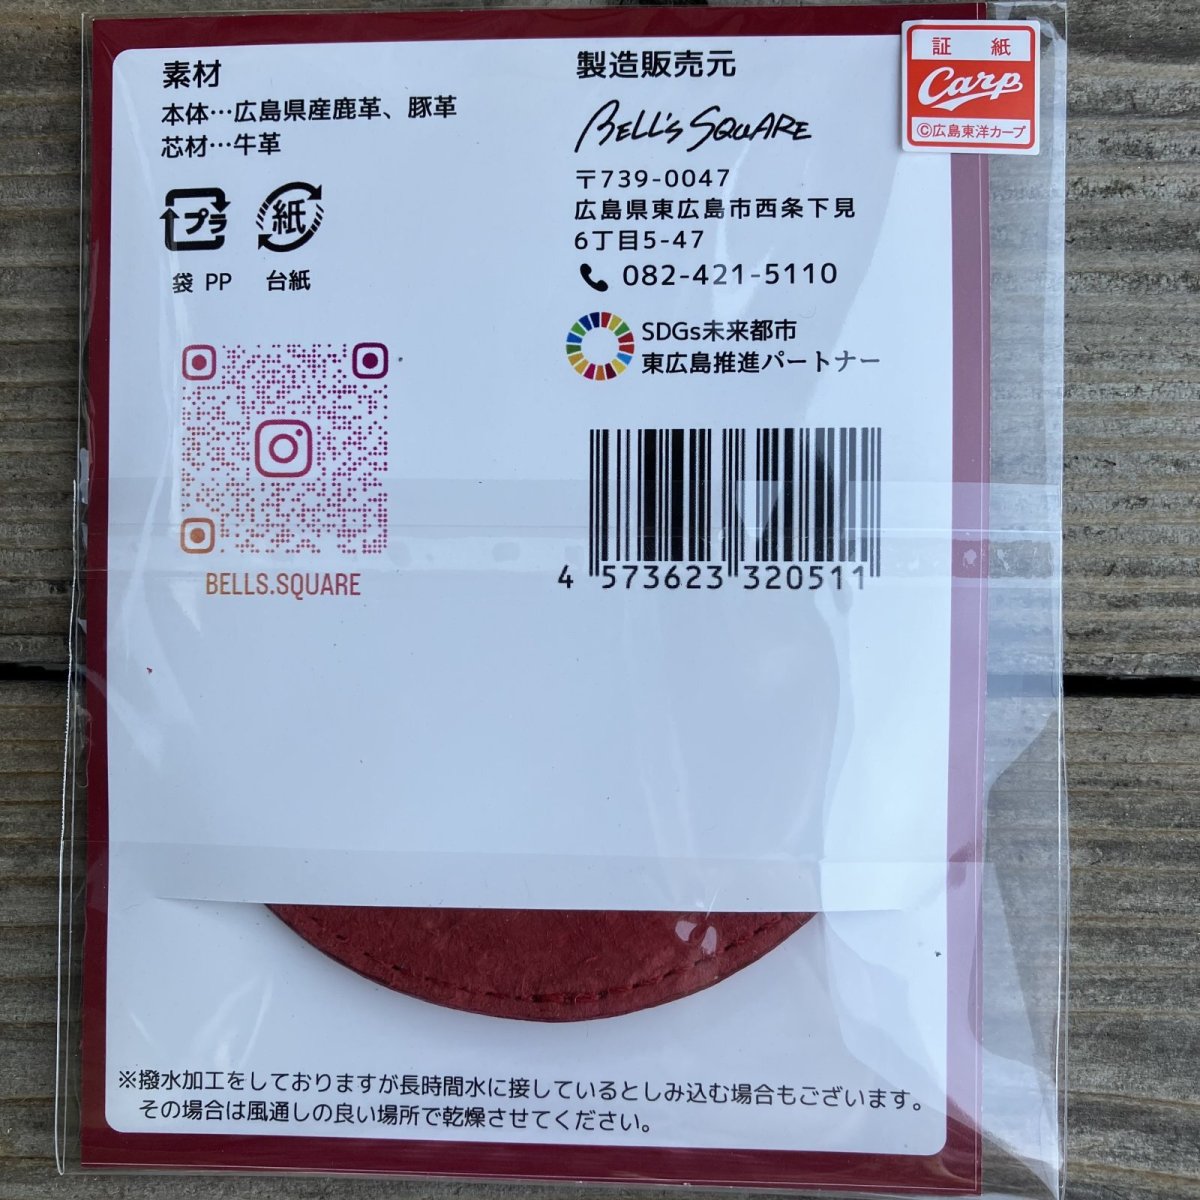 素材
本体…広島県産鹿革、豚革
芯材…牛革
プラ
紙
袋 PP
台紙
BELLS.SQUARE
製造販売元
BELL's SQUARE
〒739-0047
広島県東広島市西条下見
6丁目5-47
082-421-5110
SDGs未来都市
東広島推進パートナー
4 573623 320511
証 紙
Carp
©広島東洋カープ
※撥水加工をしておりますが長時間水に接しているとしみ込む場合もございます。
その場合は風通しの良い場所で乾燥させてください。